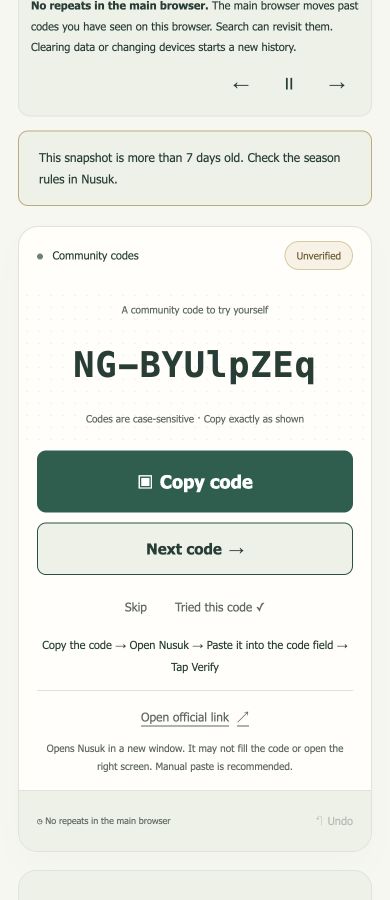 No repeats in the main browser. The main browser moves past
codes you have seen on this browser. Search can revisit them.
Clearing data or changing devices starts a new history.
← II →
This snapshot is more than 7 days old. Check the season
rules in Nusuk.
Community codes
Unverified
A community code to try yourself
NG–BYUlpZEq
Codes are case-sensitive · Copy exactly as shown
▣ Copy code
Next code →
Skip Tried this code ✓
Copy the code → Open Nusuk → Paste it into the code field →
Tap Verify
Open official link ↗
Opens Nusuk in a new window. It may not fill the code or open the
right screen. Manual paste is recommended.
◷ No repeats in the main browser
↰ Undo